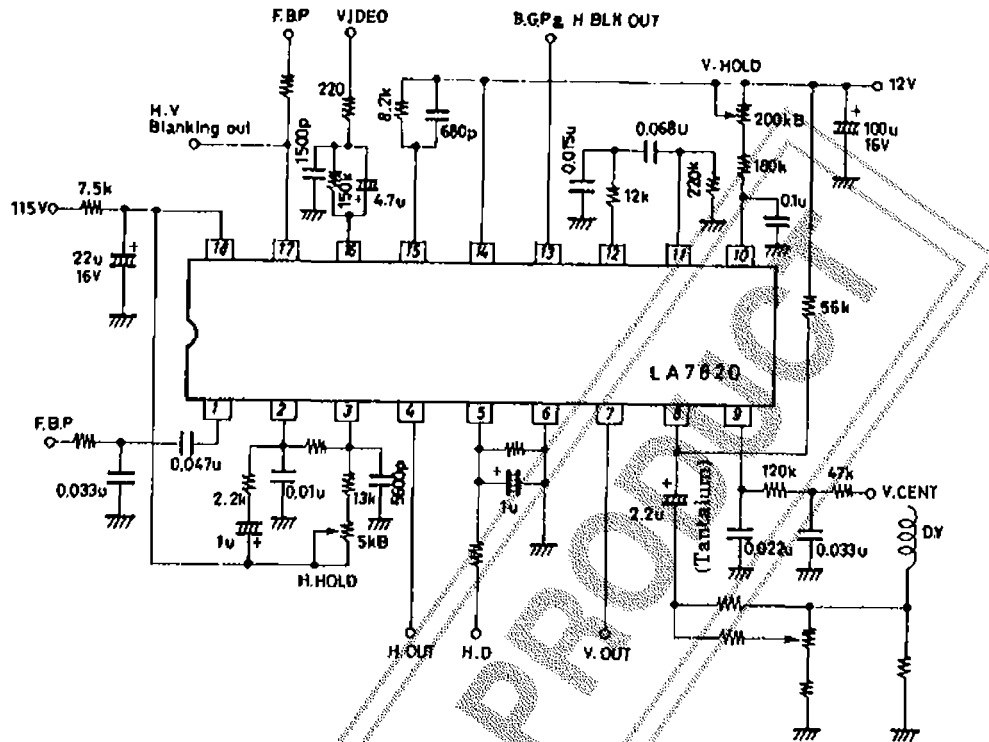 F.B.P
VIDEO
B.G.P& H BLK OUT
V. HOLD
12V
220
8.2k
680p
200kB
100u
16V
H.V
Blanking out
1500p
150k
4.7u
0.015u
0.068u
12k
220k
180k
0.1u
7.5k
115V
22u
16V
18
17
16
15
14
13
12
11
10
56k
LA7620
1
2
3
4
5
6
7
8
9
F.B.P
0.047u
0.033u
2.2k
0.01u
13k
5600p
1u
5kB
H.HOLD
1u
2.2u
(Tantalum)
120k
47k
V.CENT
0.022u
0.033u
D.Y
H. OUT
H.D
V. OUT
PRODUCT